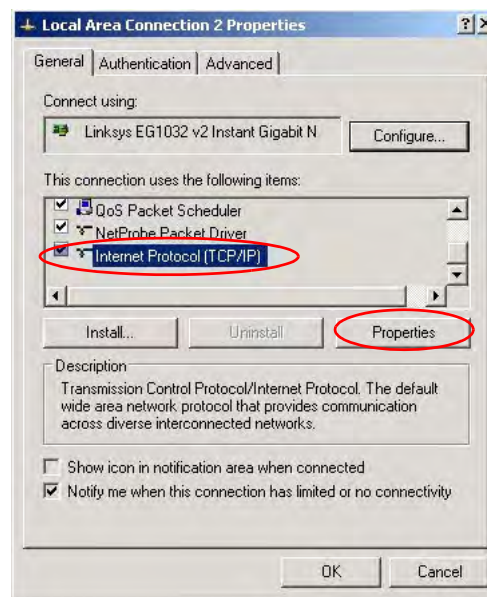 Local Area Connection 2 Properties
General Authentication Advanced
Connect using:
Linksys EG1032 v2 Instant Gigabit N
Configure...
This connection uses the following items:
QoS Packet Scheduler
NetProbe Packet Driver
Internet Protocol (TCP/IP)
Install... Uninstall Properties
Description
Transmission Control Protocol/Internet Protocol. The default
wide area network protocol that provides communication
across diverse interconnected networks.
Show icon in notification area when connected
Notify me when this connection has limited or no connectivity
OK Cancel